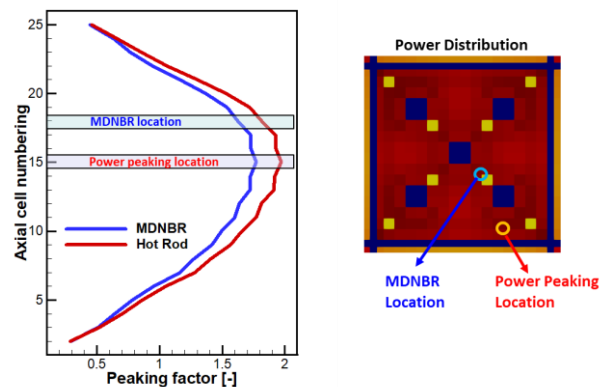 Power Distribution
25
20
15
10
5
Axial cell numbering
MDNBR location
Power peaking location
MDNBR
Hot Rod
0.5
1
1.5
2
Peaking factor [-]
MDNBR
Location
Power Peaking
Location